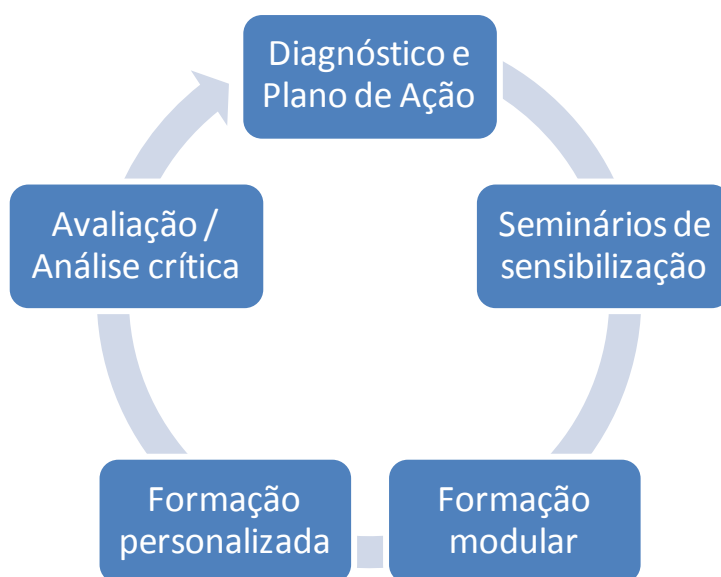 Diagnóstico e
Plano de Ação
Seminários de
sensibilização
Formação
modular
Formação
personalizada
Avaliação /
Análise crítica